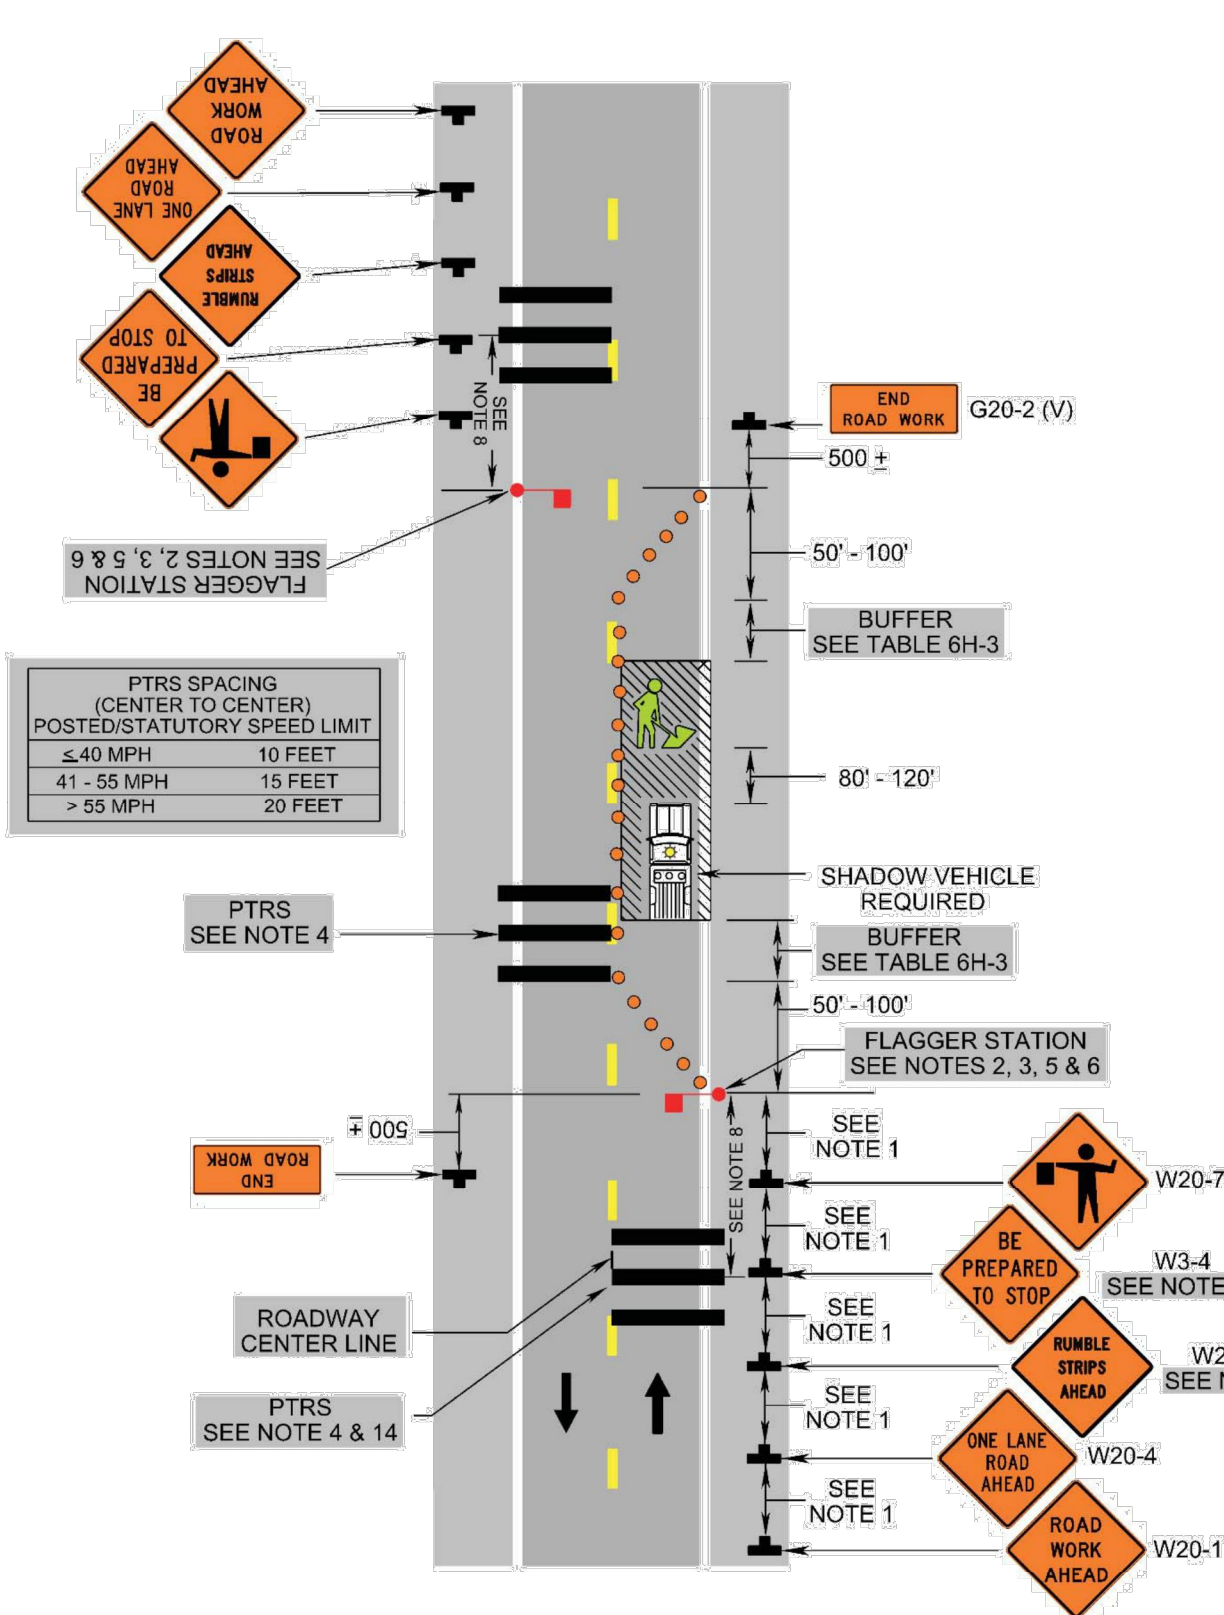 ROAD
WORK
AHEAD
ONE LANE
ROAD
AHEAD
RUMBLE
STRIPS
AHEAD
BE
PREPARED
TO STOP
SEE
NOTE 8
FLAGGER STATION
SEE NOTES 2, 3, 5 & 6
END
ROAD WORK
G20-2 (V)
500 ±
50' - 100'
BUFFER
SEE TABLE 6H-3
PTRS SPACING
(CENTER TO CENTER)
POSTED/STATUTORY SPEED LIMIT
≤ 40 MPH 10 FEET
41 - 55 MPH 15 FEET
> 55 MPH 20 FEET
80' - 120'
SHADOW VEHICLE
REQUIRED
PTRS
SEE NOTE 4
BUFFER
SEE TABLE 6H-3
50' - 100'
FLAGGER STATION
SEE NOTES 2, 3, 5 & 6
500 ±
END
ROAD WORK
SEE NOTE 8
SEE
NOTE 1
W20-7
SEE
NOTE 1
BE
PREPARED
TO STOP
W3-4
SEE NOTE
ROADWAY
CENTER LINE
SEE
NOTE 1
RUMBLE
STRIPS
AHEAD
W2
SEE N
PTRS
SEE NOTE 4 & 14
SEE
NOTE 1
ONE LANE
ROAD
AHEAD
W20-4
SEE
NOTE 1
ROAD
WORK
AHEAD
W20-1